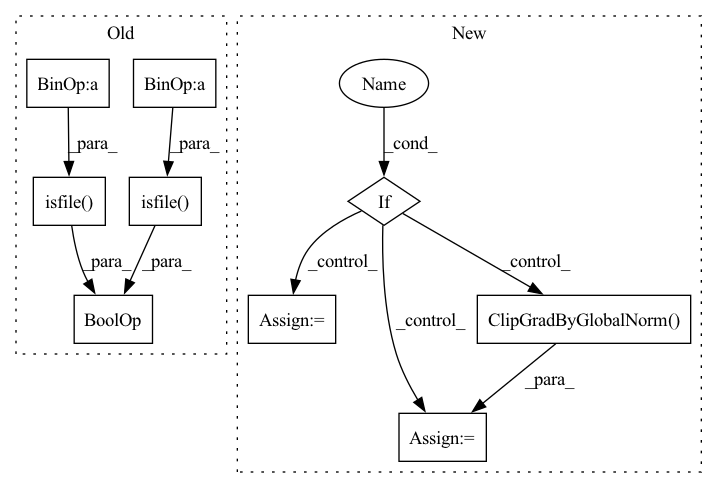 Old
New
BinOp:a
BinOp:a
Name
_para_
_para_
_cond_
isfile()
isfile()
If
_para_
_para_
_control_
_control_
_control_
BoolOp
Assign:=
ClipGradByGlobalNorm()
_para_
Assign:=